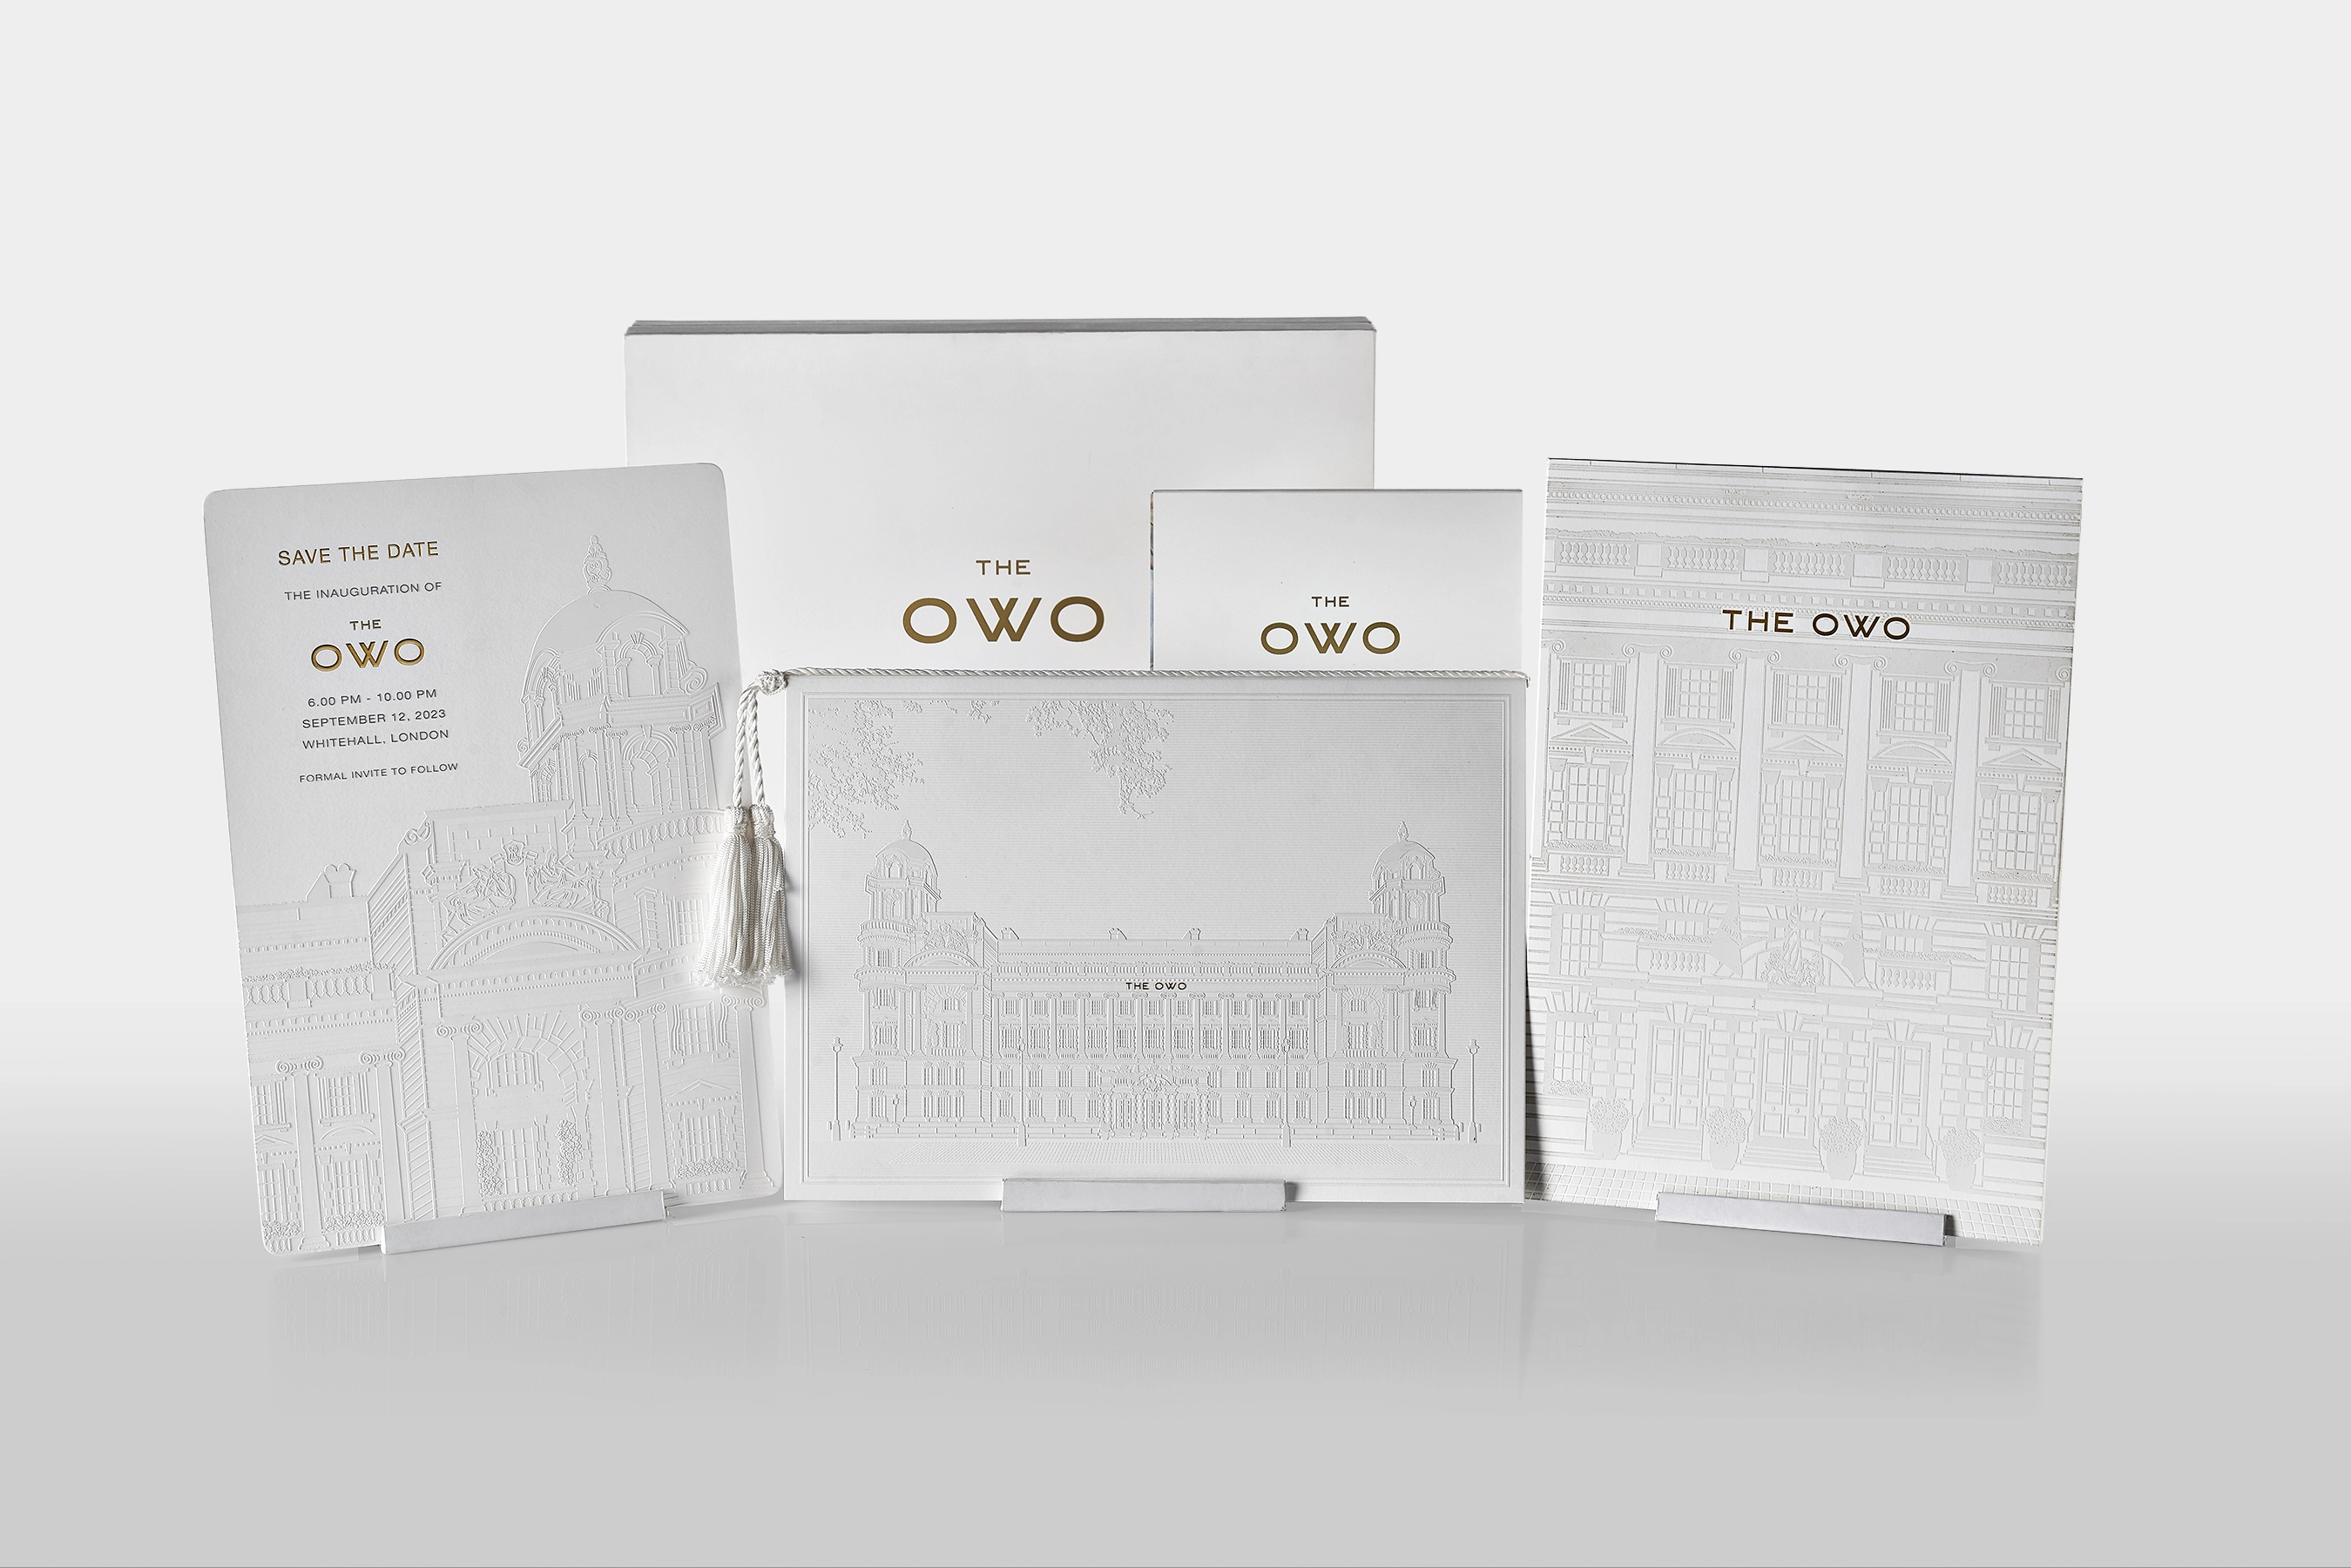 SAVE THE DATE
THE INAUGURATION OF
THE
OWO
6.00 PM - 10.00 PM
SEPTEMBER 12, 2023
WHITEHALL, LONDON
FORMAL INVITE TO FOLLOW
THE
OWO
THE
OWO
THE OWO
THE OWO